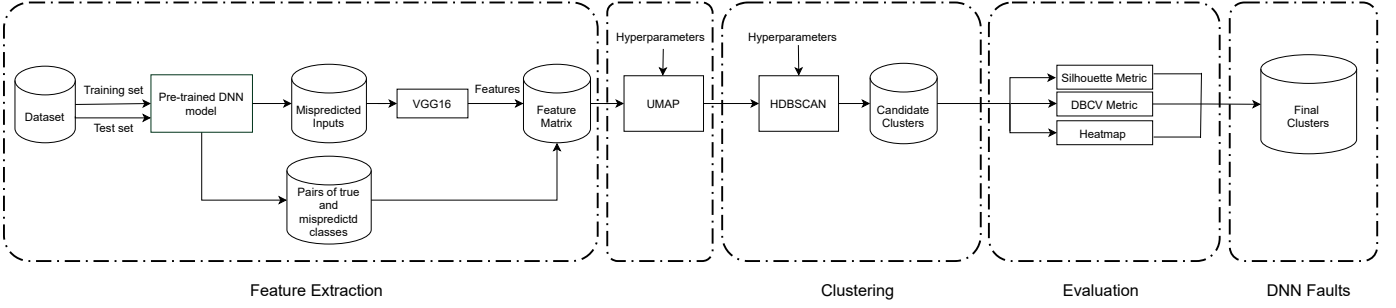 Dataset
Training set
Test set
Pre-trained DNN
model
Mispredicted
Inputs
VGG16
Features
Feature
Matrix
Pairs of true
and
mispredictd
classes
Hyperparameters
UMAP
Hyperparameters
HDBSCAN
Candidate
Clusters
Silhouette Metric
DBCV Metric
Heatmap
Final
Clusters
Feature Extraction
Clustering
Evaluation
DNN Faults